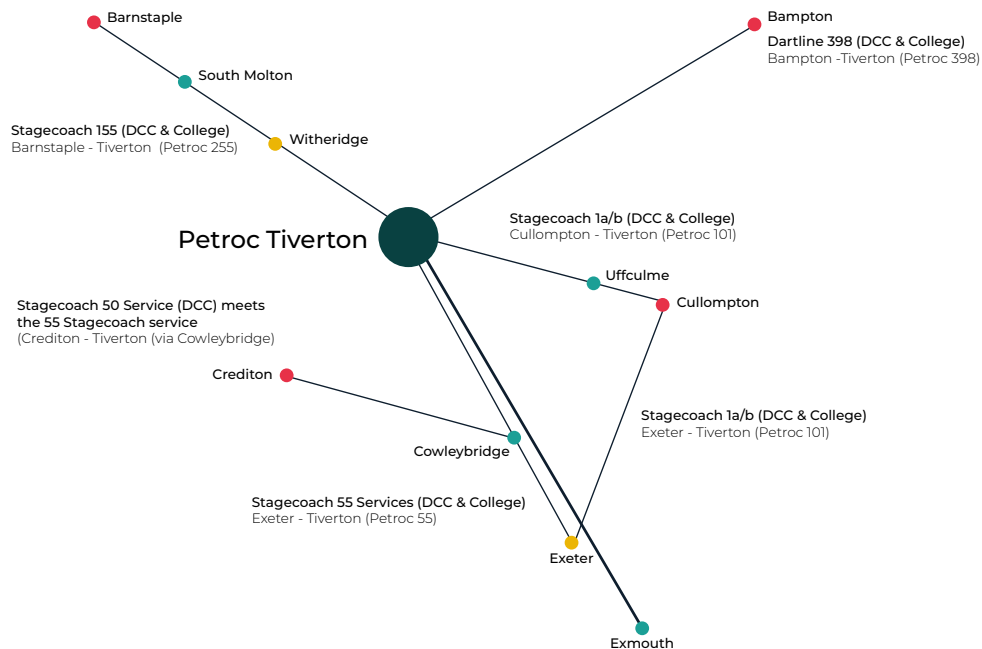 Barnstaple
Bampton
Dartline 398 (DCC & College)
Bampton -Tiverton (Petroc 398)
South Molton
Stagecoach 155 (DCC & College)
Barnstaple - Tiverton  (Petroc 255)
Witheridge
Petroc Tiverton
Stagecoach 1a/b (DCC & College)
Cullompton - Tiverton (Petroc 101)
Uffculme
Cullompton
Stagecoach 50 Service (DCC) meets
the 55 Stagecoach service
(Crediton - Tiverton (via Cowleybridge)
Crediton
Stagecoach 1a/b (DCC & College)
Exeter - Tiverton (Petroc 101)
Cowleybridge
Stagecoach 55 Services (DCC & College)
Exeter - Tiverton (Petroc 55)
Exeter
Exmouth